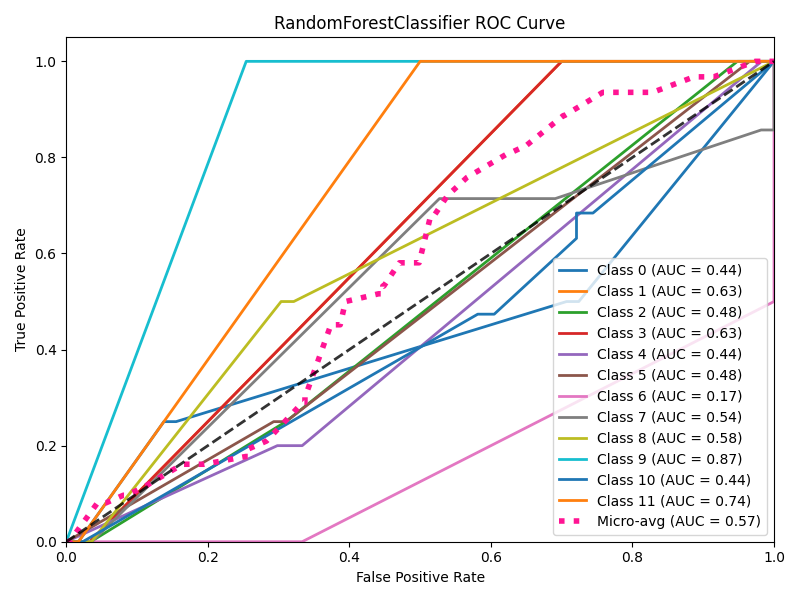 RandomForestClassifier ROC Curve
1.0
0.8
0.6
0.4
0.2
0.0
True Positive Rate
Class 0 (AUC = 0.44)
Class 1 (AUC = 0.63)
Class 2 (AUC = 0.48)
Class 3 (AUC = 0.63)
Class 4 (AUC = 0.44)
Class 5 (AUC = 0.48)
Class 6 (AUC = 0.17)
Class 7 (AUC = 0.54)
Class 8 (AUC = 0.58)
Class 9 (AUC = 0.87)
Class 10 (AUC = 0.44)
Class 11 (AUC = 0.74)
Micro-avg (AUC = 0.57)
0.0 0.2 0.4 0.6 0.8 1.0
False Positive Rate